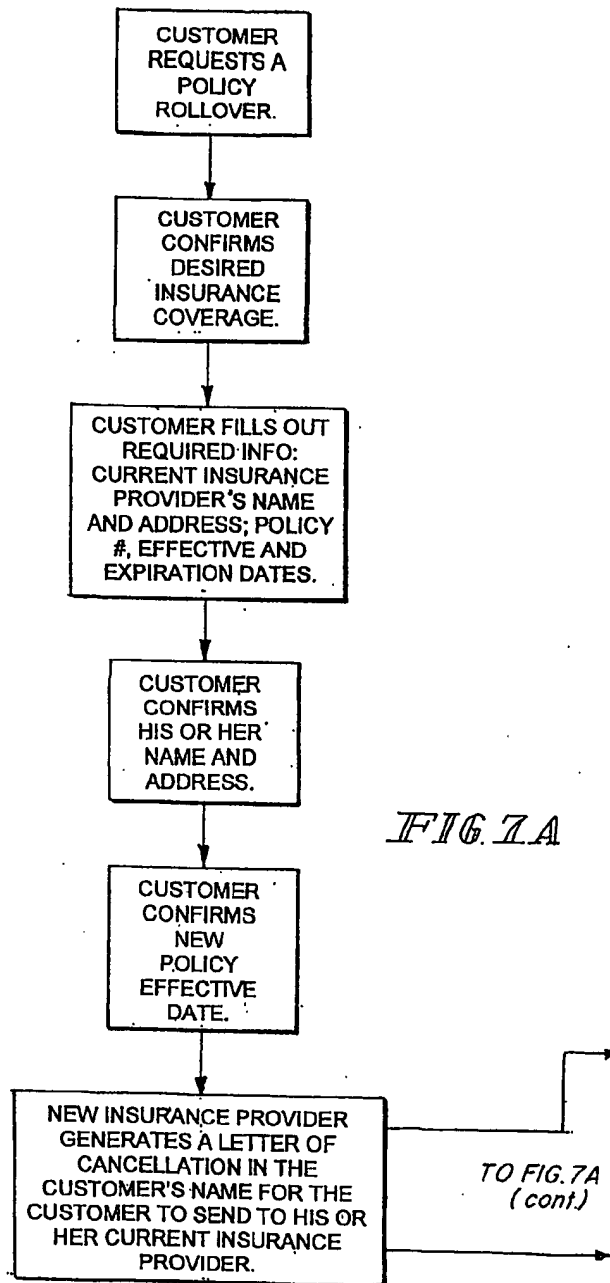 CUSTOMER
REQUESTS A
POLICY
ROLLOVER.
CUSTOMER
CONFIRMS
DESIRED
INSURANCE
COVERAGE.
CUSTOMER FILLS OUT
REQUIRED INFO:
CURRENT INSURANCE
PROVIDER'S NAME
AND ADDRESS; POLICY
#, EFFECTIVE AND
EXPIRATION DATES.
CUSTOMER
CONFIRMS
HIS OR HER
NAME AND
ADDRESS.
FIG. 7A
CUSTOMER
CONFIRMS
NEW
POLICY
EFFECTIVE
DATE.
NEW INSURANCE PROVIDER
GENERATES A LETTER OF
CANCELLATION IN THE
CUSTOMER'S NAME FOR THE
CUSTOMER TO SEND TO HIS OR
HER CURRENT INSURANCE
PROVIDER.
TO FIG. 7A
(cont.)